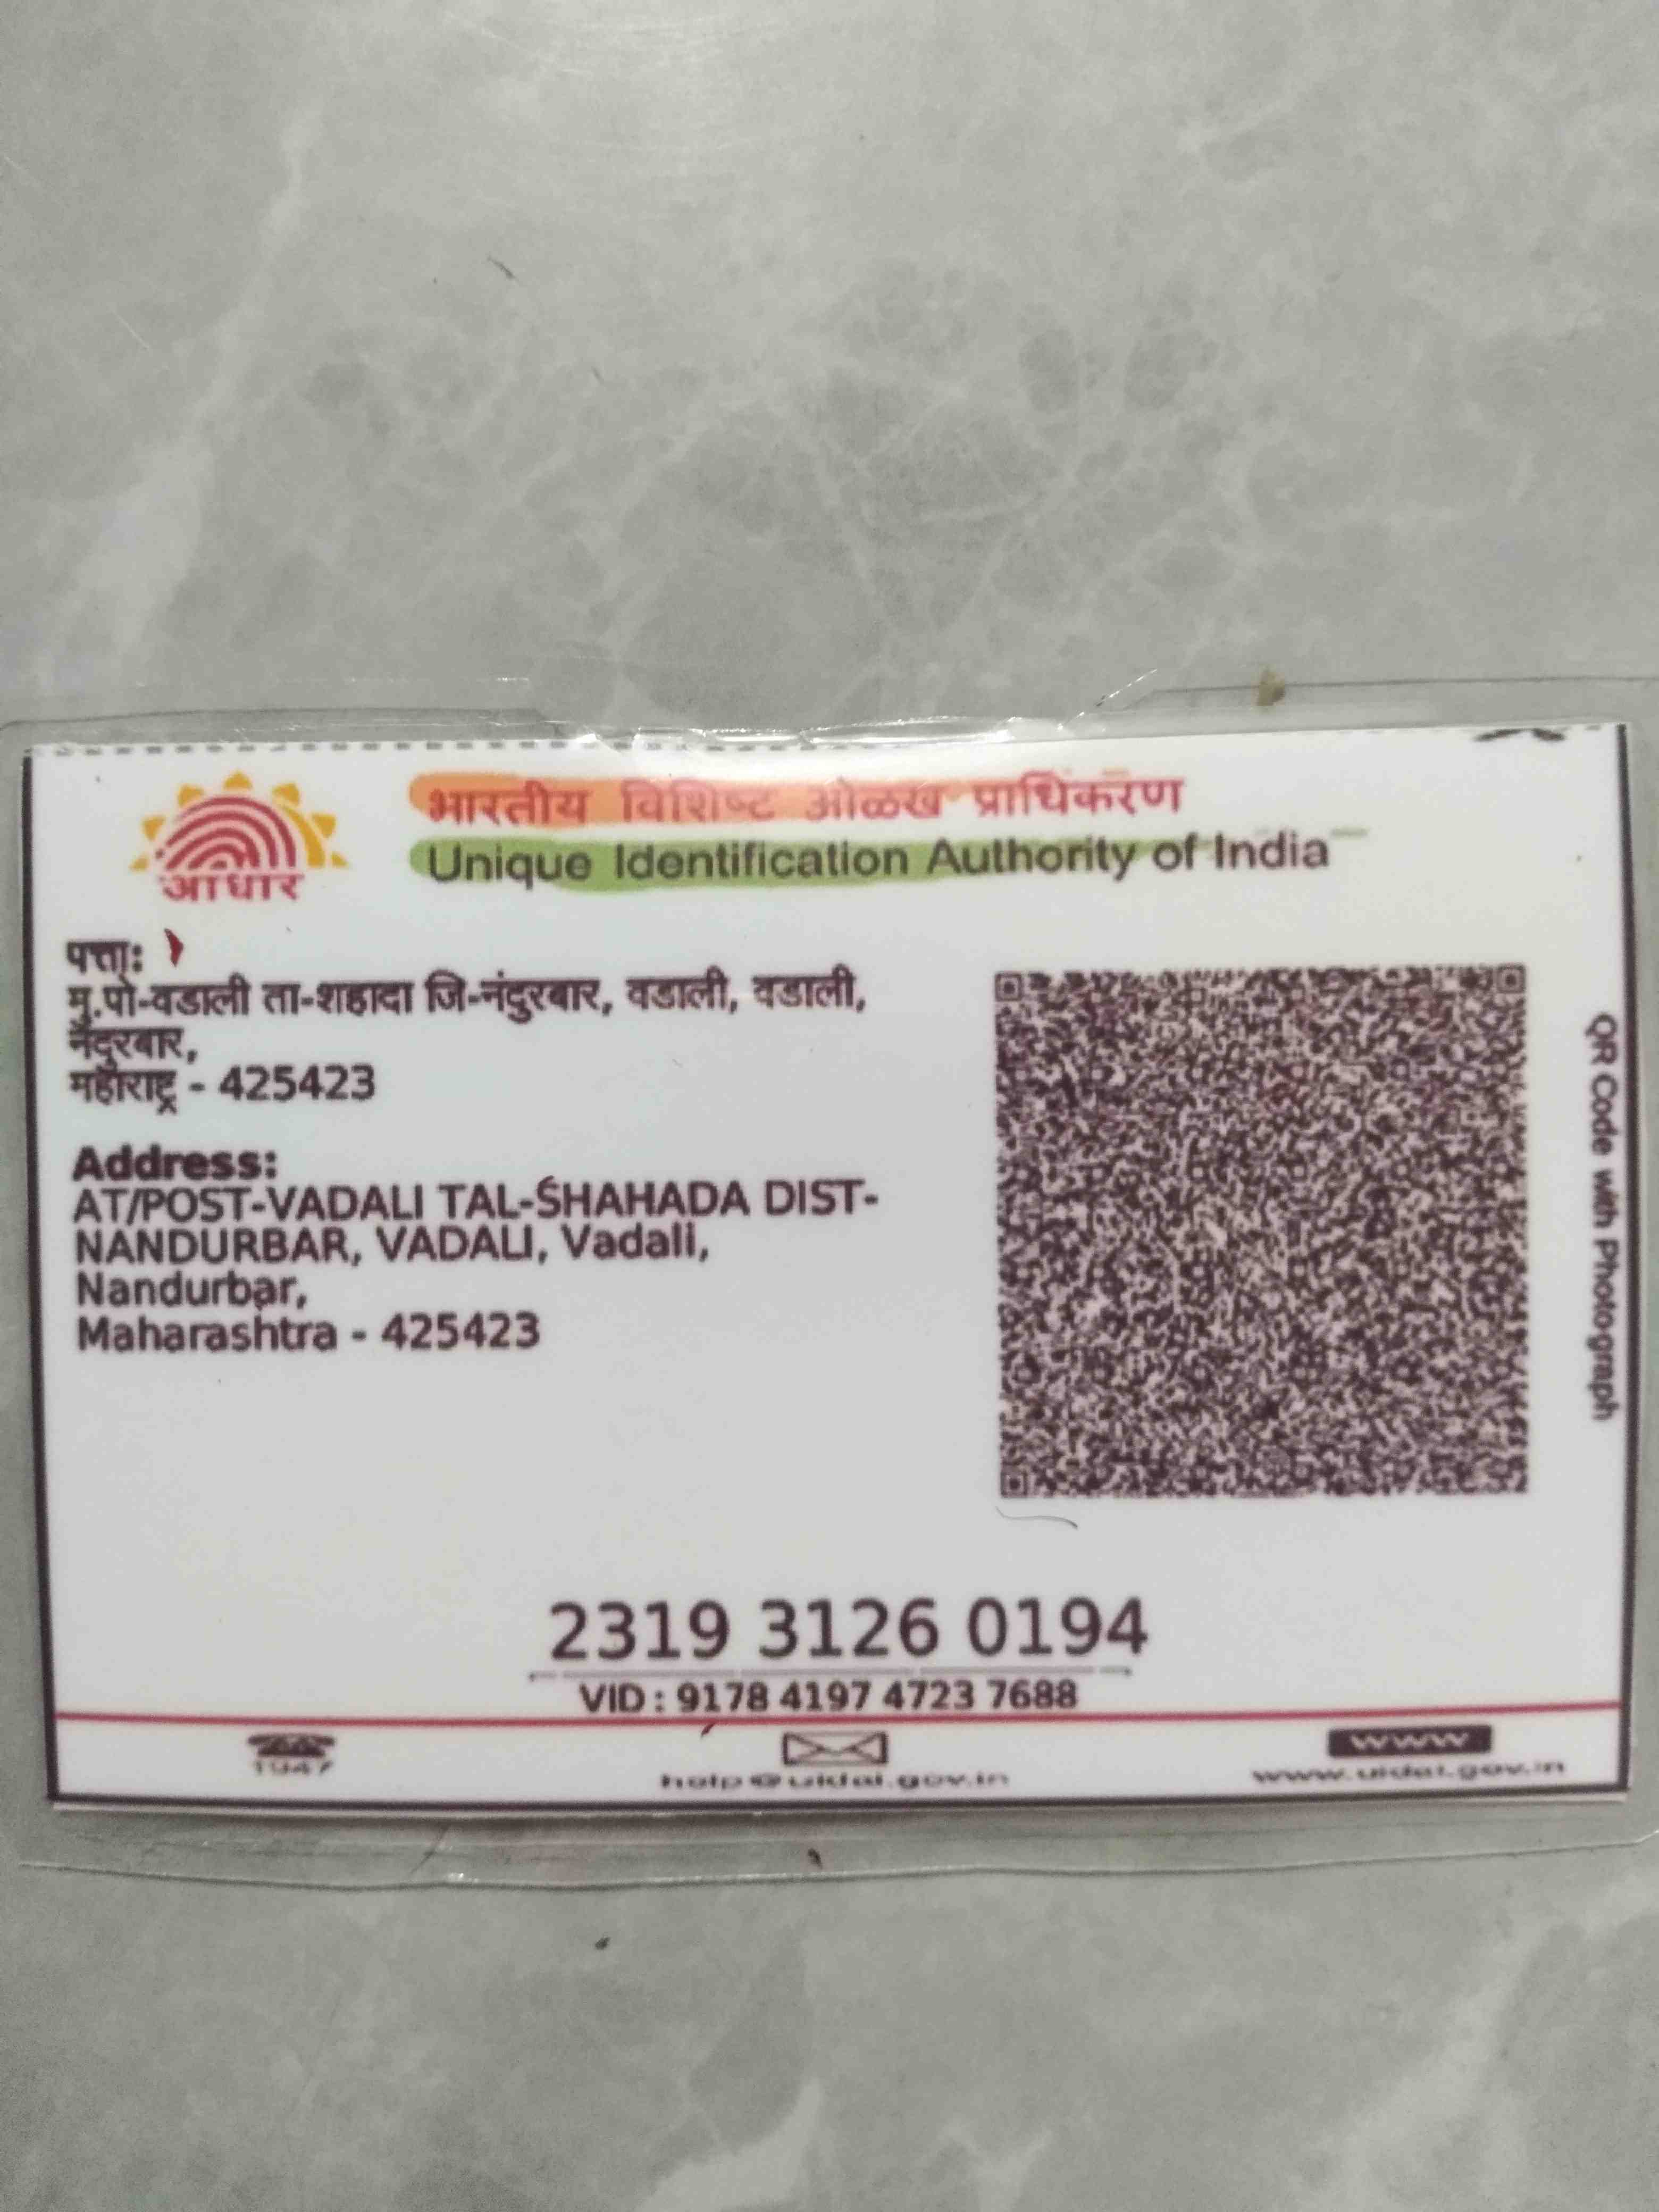 भारतीय विशिष्ट ओळख प्राधिकरण
Unique Identification Authority of India
आधार
पत्ता:
मु.पो-वडाली ता-शहादा जि-नंदुरबार, वडाली, वडाली,
नंदुरबार,
महाराष्ट्र - 425423
Address:
AT/POST-VADALI TAL-SHAHADA DIST-
NANDURBAR, VADALI, Vadali,
Nandurbar,
Maharashtra - 425423
QR Code with Photograph
2319 3126 0194
VID : 9178 4197 4723 7688
1947
help@uidai.gov.in
www
www.uidai.gov.in